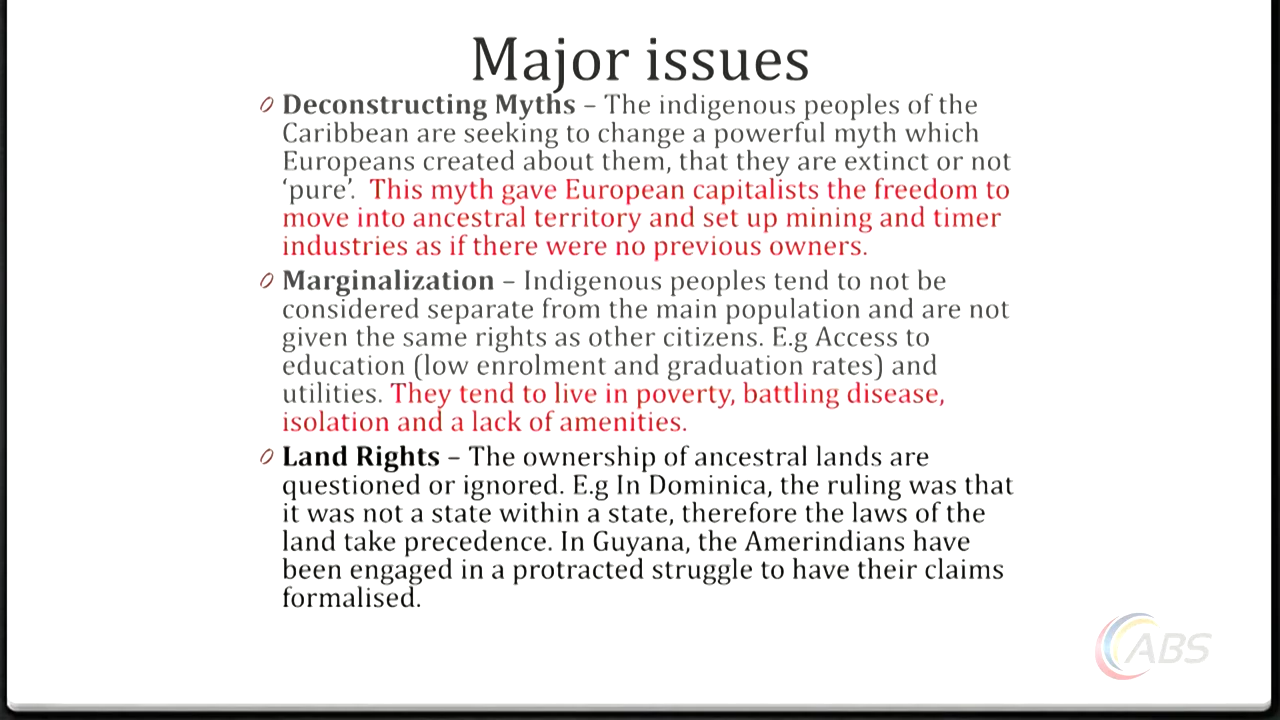 Major issues
Deconstructing Myths – The indigenous peoples of the
Caribbean are seeking to change a powerful myth which
Europeans created about them, that they are extinct or not
‘pure’.  This myth gave European capitalists the freedom to
move into ancestral territory and set up mining and timer
industries as if there were no previous owners.
Marginalization – Indigenous peoples tend to not be
considered separate from the main population and are not
given the same rights as other citizens. E.g Access to
education (low enrolment and graduation rates) and
utilities. They tend to live in poverty, battling disease,
isolation and a lack of amenities.
Land Rights – The ownership of ancestral lands are
questioned or ignored. E.g In Dominica, the ruling was that
it was not a state within a state, therefore the laws of the
land take precedence. In Guyana, the Amerindians have
been engaged in a protracted struggle to have their claims
formalised.
ABS